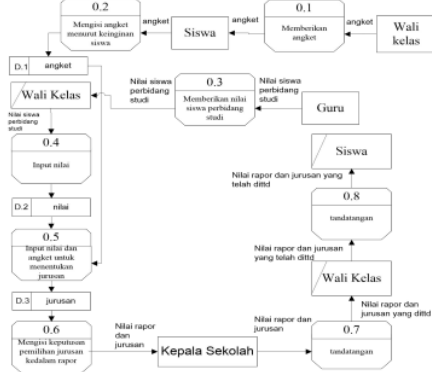 0.2
Mengisi angket
menurut keinginan
siswa
angket
Siswa
angket
0.1
Memberikan
angket
angket
Wali
kelas
angket
D.1
angket
Nilai siswa
perbidang
studi
0.3
Memberikan nilai
siswa perbidang
studi
Nilai siswa
perbidang
studi
Guru
Wali Kelas
Nilai siswa
perbidang
studi
0.4
Input nilai
D.2
nilai
0.5
Input nilai dan
angket untuk
menentukan
jurusan
D.3
jurusan
0.6
Mengisi keputusan
pemilihan jurusan
kedalam rapor
Nilai rapor
dan
jurusan
Kepala Sekolah
Nilai rapor dan
jurusan
0.7
tandatangan
Nilai rapor dan
jurusan yang dittd
Wali Kelas
Nilai rapor dan jurusan
yang telah dittd
0.8
tandatangan
Nilai rapor dan jurusan yang
telah dittd
Siswa